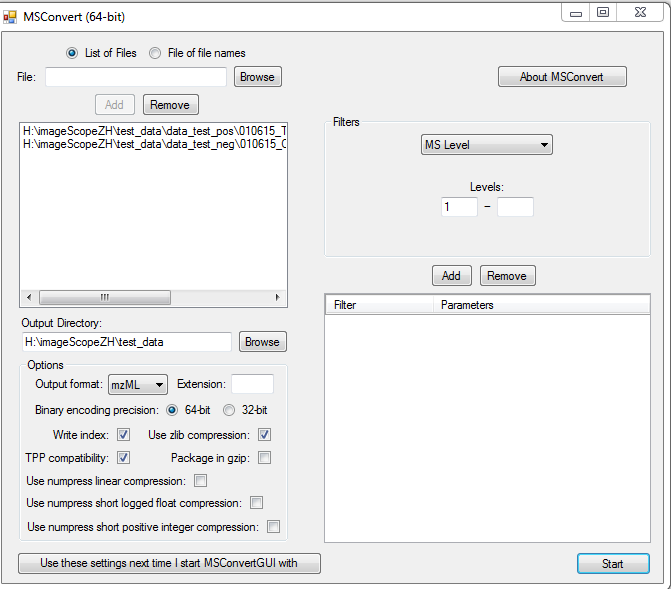 MSConvert (64-bit)
List of Files
File of file names
File:
Browse
About MSConvert
Add
Remove
H:\imageScopeZH\test_data\data_test_pos\010615_T
H:\imageScopeZH\test_data\data_test_neg\010615_C
Filters
MS Level
Levels:
1 -
Add
Remove
Filter
Parameters
Output Directory:
H:\imageScopeZH\test_data
Browse
Options
Output format: mzML
Extension:
Binary encoding precision: 64-bit 32-bit
Write index:
Use zlib compression:
TPP compatibility:
Package in gzip:
Use numpress linear compression:
Use numpress short logged float compression:
Use numpress short positive integer compression:
Use these settings next time I start MSConvertGUI with
Start